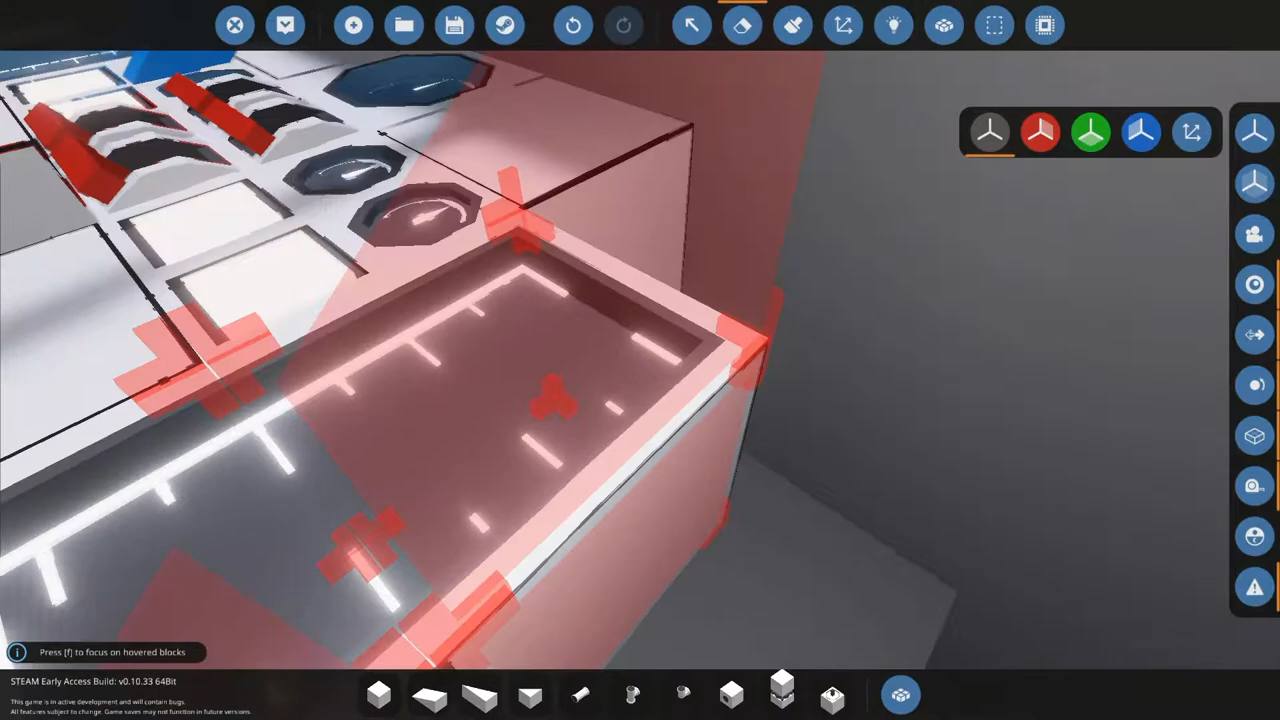 Press [f] to focus on hovered blocks
STEAM Early Access Build: v0.10.33 64Bit
This game is in active development and will contain bugs.
All features subject to change. Game saves may not function in future versions.